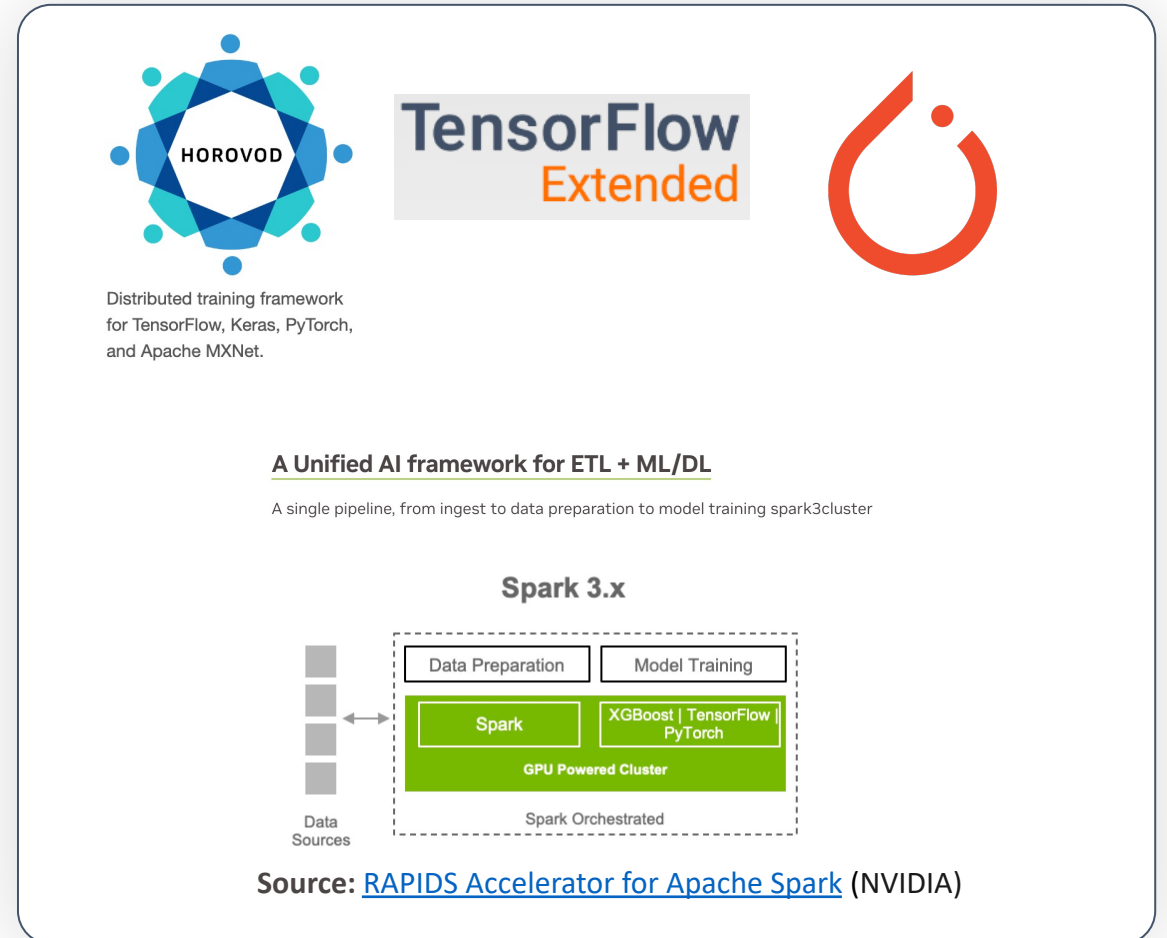 HOROVOD
TensorFlow
Extended
Distributed training framework
for TensorFlow, Keras, PyTorch,
and Apache MXNet.
A Unified AI framework for ETL + ML/DL
A single pipeline, from ingest to data preparation to model training spark3cluster
Spark 3.x
Data Preparation
Model Training
Spark
XGBoost | TensorFlow |
PyTorch
GPU Powered Cluster
Spark Orchestrated
Data
Sources
Source: RAPIDS Accelerator for Apache Spark (NVIDIA)